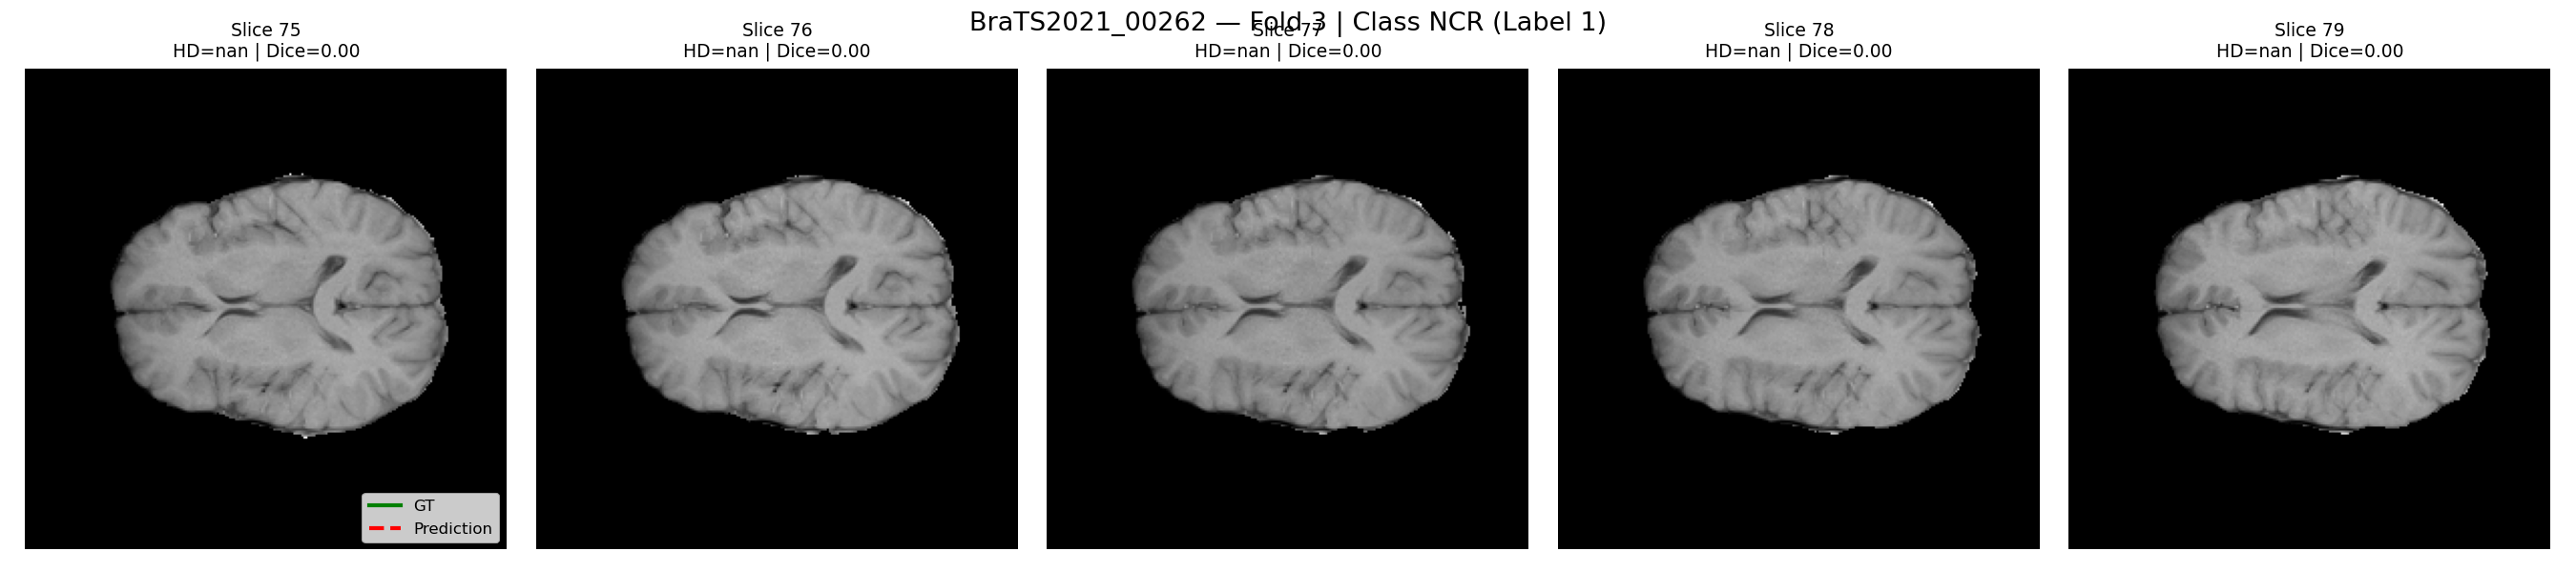 BraTS2021_00262 — Fold 3 | Class NCR (Label 1)
Slice 75
HD=nan | Dice=0.00
Slice 76
HD=nan | Dice=0.00
Slice 77
HD=nan | Dice=0.00
Slice 78
HD=nan | Dice=0.00
Slice 79
HD=nan | Dice=0.00
GT
Prediction